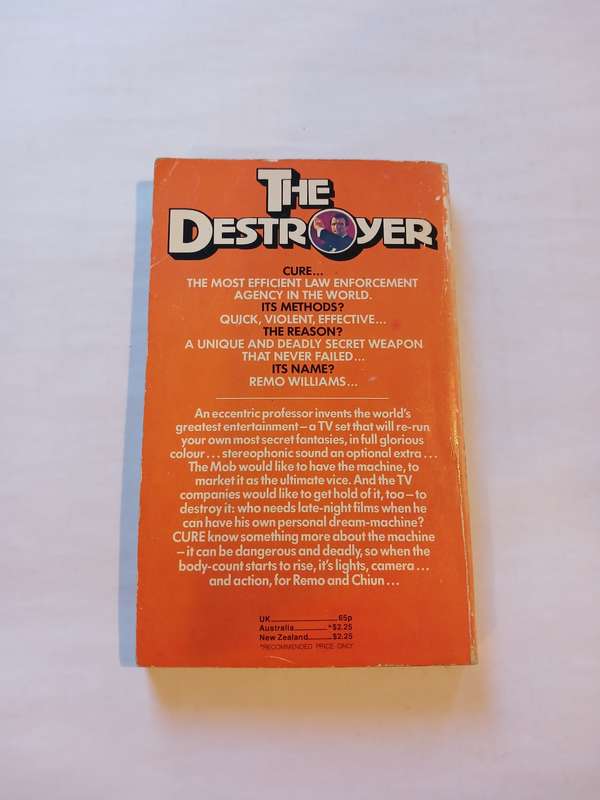 THE
DESTROYER
CURE...
THE MOST EFFICIENT LAW ENFORCEMENT
AGENCY IN THE WORLD.
ITS METHODS?
QUICK, VIOLENT, EFFECTIVE...
THE REASON?
A UNIQUE AND DEADLY SECRET WEAPON
THAT NEVER FAILED...
ITS NAME?
REMO WILLIAMS...
An eccentric professor invents the world's
greatest entertainment – a TV set that will re-run
your own most secret fantasies, in full glorious
colour... stereophonic sound an optional extra...
The Mob would like to have the machine, to
market it as the ultimate vice. And the TV
companies would like to get hold of it, too – to
destroy it: who needs late-night films when he
can have his own personal dream-machine?
CURE know something more about the machine
– it can be dangerous and deadly, so when the
body-count starts to rise, it's lights, camera...
and action, for Remo and Chiun...
UK.......................65p
Australia............*$2.25
New Zealand........$2.25
*RECOMMENDED PRICE ONLY